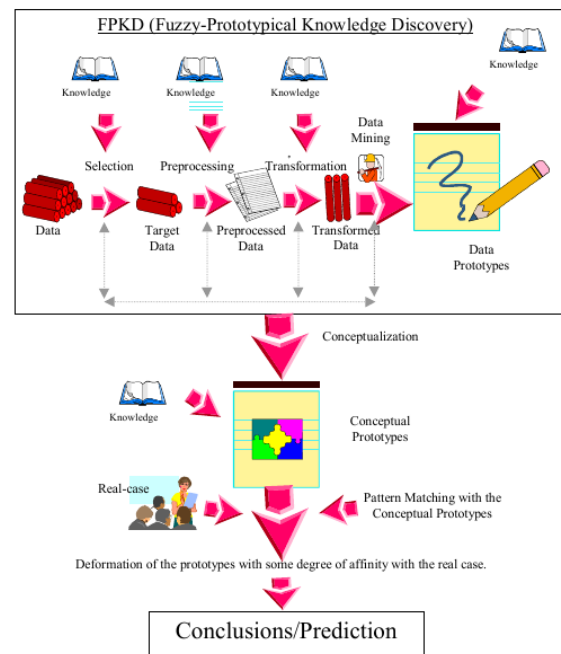 FPKD (Fuzzy-Prototypical Knowledge Discovery)
Knowledge
Knowledge
Knowledge
Knowledge
Selection
Preprocessing
Transformation
Data
Mining
Data
Target
Data
Preprocessed
Data
Transformed
Data
Data
Prototypes
Conceptualization
Knowledge
Conceptual
Prototypes
Real-case
Pattern Matching with the
Conceptual Prototypes
Deformation of the prototypes with some degree of affinity with the real case.
Conclusions/Prediction